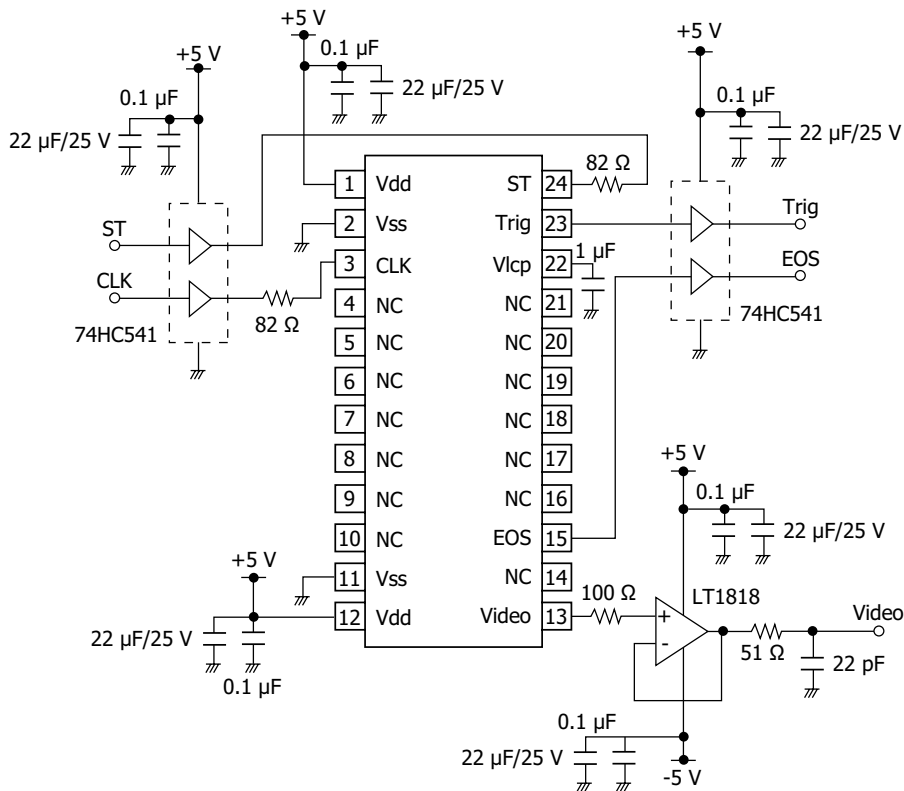 +5 V
+5 V
+5 V
0.1 µF
0.1 µF
22 µF/25 V
0.1 µF
22 µF/25 V
22 µF/25 V
82 Ω
1 Vdd
ST 24
2 Vss
Trig 23
Trig
ST
3 CLK
Vlcp 22
1 µF
EOS
CLK
4 NC
NC 21
82 Ω
74HC541
74HC541
5 NC
NC 20
6 NC
NC 19
7 NC
NC 18
8 NC
NC 17
9 NC
NC 16
10 NC
EOS 15
11 Vss
NC 14
12 Vdd
Video 13
+5 V
22 µF/25 V
0.1 µF
+5 V
0.1 µF
22 µF/25 V
100 Ω
LT1818
+
-
51 Ω
Video
22 pF
0.1 µF
22 µF/25 V
-5 V